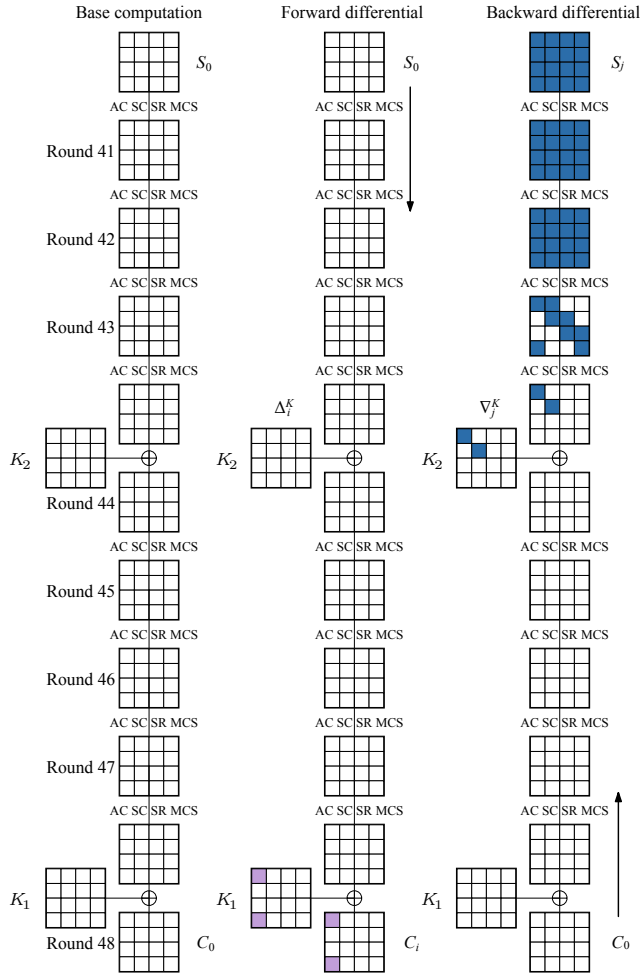 Base computation Forward differential Backward differential
S₀ S₀ Sⱼ
AC SC SR MCS AC SC SR MCS AC SC SR MCS
Round 41
AC SC SR MCS AC SC SR MCS AC SC SR MCS
Round 42
AC SC SR MCS AC SC SR MCS AC SC SR MCS
Round 43
AC SC SR MCS AC SC SR MCS AC SC SR MCS
Δᵢᴷ ∇ⱼᴷ
K₂ K₂ K₂
Round 44
AC SC SR MCS AC SC SR MCS AC SC SR MCS
Round 45
AC SC SR MCS AC SC SR MCS AC SC SR MCS
Round 46
AC SC SR MCS AC SC SR MCS AC SC SR MCS
Round 47
AC SC SR MCS AC SC SR MCS AC SC SR MCS
K₁ K₁ K₁
Round 48 C₀ Cᵢ C₀